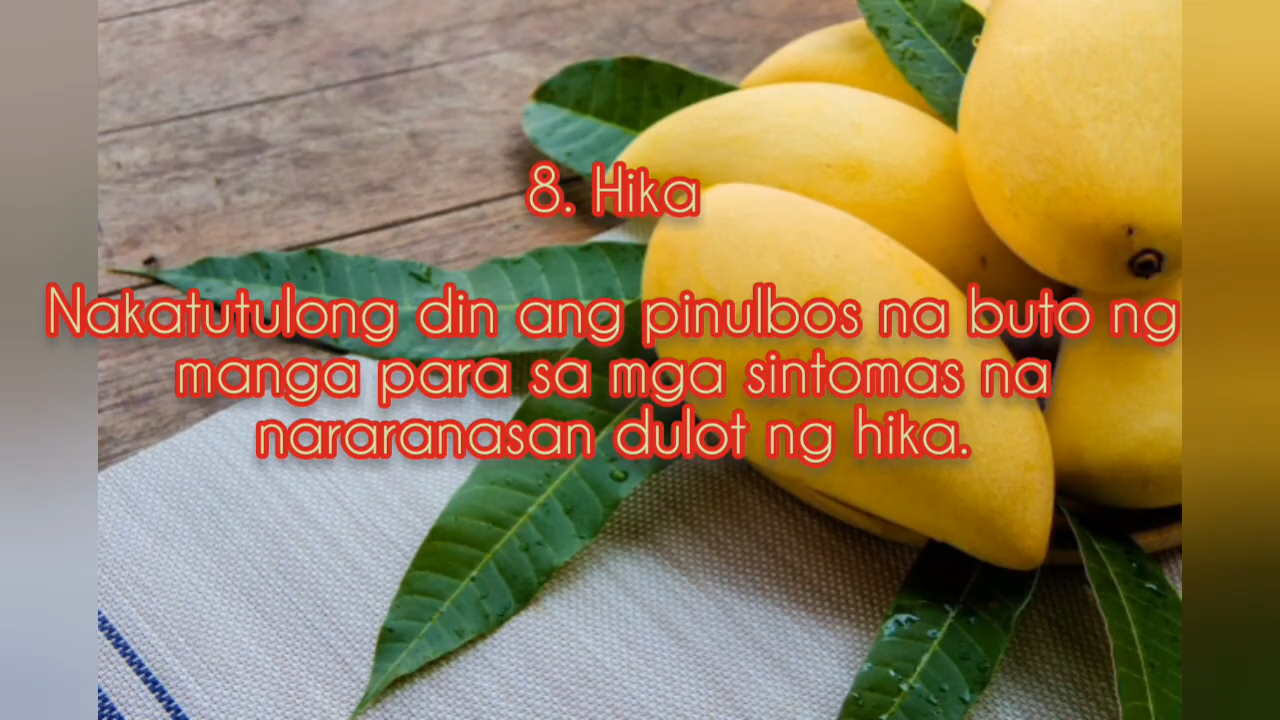 8. Hika
Nakatutulong din ang pinulbos na buto ng
manga para sa mga sintomas na
nararanasan dulot ng hika.